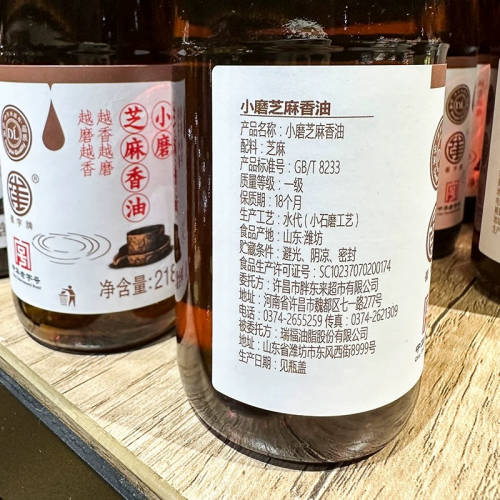 小磨芝麻香油
产品名称：小磨芝麻香油
配料：芝麻
产品标准号：GB/T 8233
质量等级：一级
保质期：18个月
生产工艺：水代（小石磨工艺）
食品产地：山东·潍坊
贮藏条件：避光、阴凉、密封
食品生产许可证号：SC10237070200174
委托方：许昌市胖东来超市有限公司
地址：河南省许昌市魏都区七一路277号
电话：0374-2655259 传真：0374-2621309
被委托方：瑞福油脂股份有限公司
地址：山东省潍坊市东风西街8999号
生产日期：见瓶盖
小磨
芝麻香油
越香越磨
越磨越香
DL
®
中华老字号
净含量:218